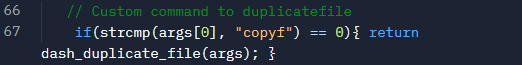 66 // Custom command to duplicatefile
67 if(strcmp(args[0], "copyf") == 0){ return
dash_duplicate_file(args); }